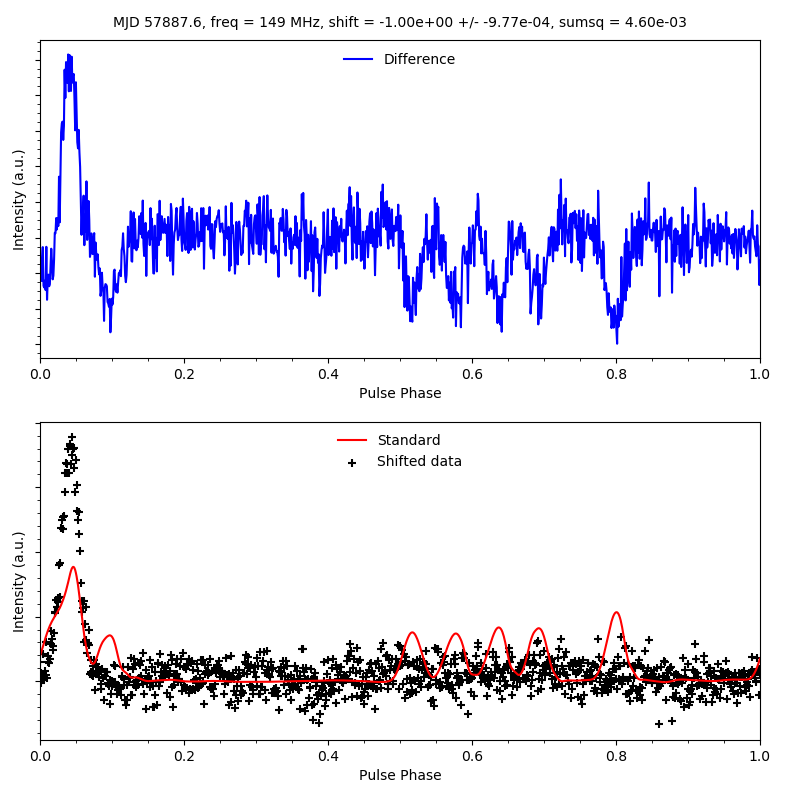 MJD 57887.6, freq = 149 MHz, shift = -1.00e+00 +/- -9.77e-04, sumsq = 4.60e-03
Difference
Intensity (a.u.)
0.0 0.2 0.4 0.6 0.8 1.0
Pulse Phase
Standard
Shifted data
Intensity (a.u.)
0.0 0.2 0.4 0.6 0.8 1.0
Pulse Phase